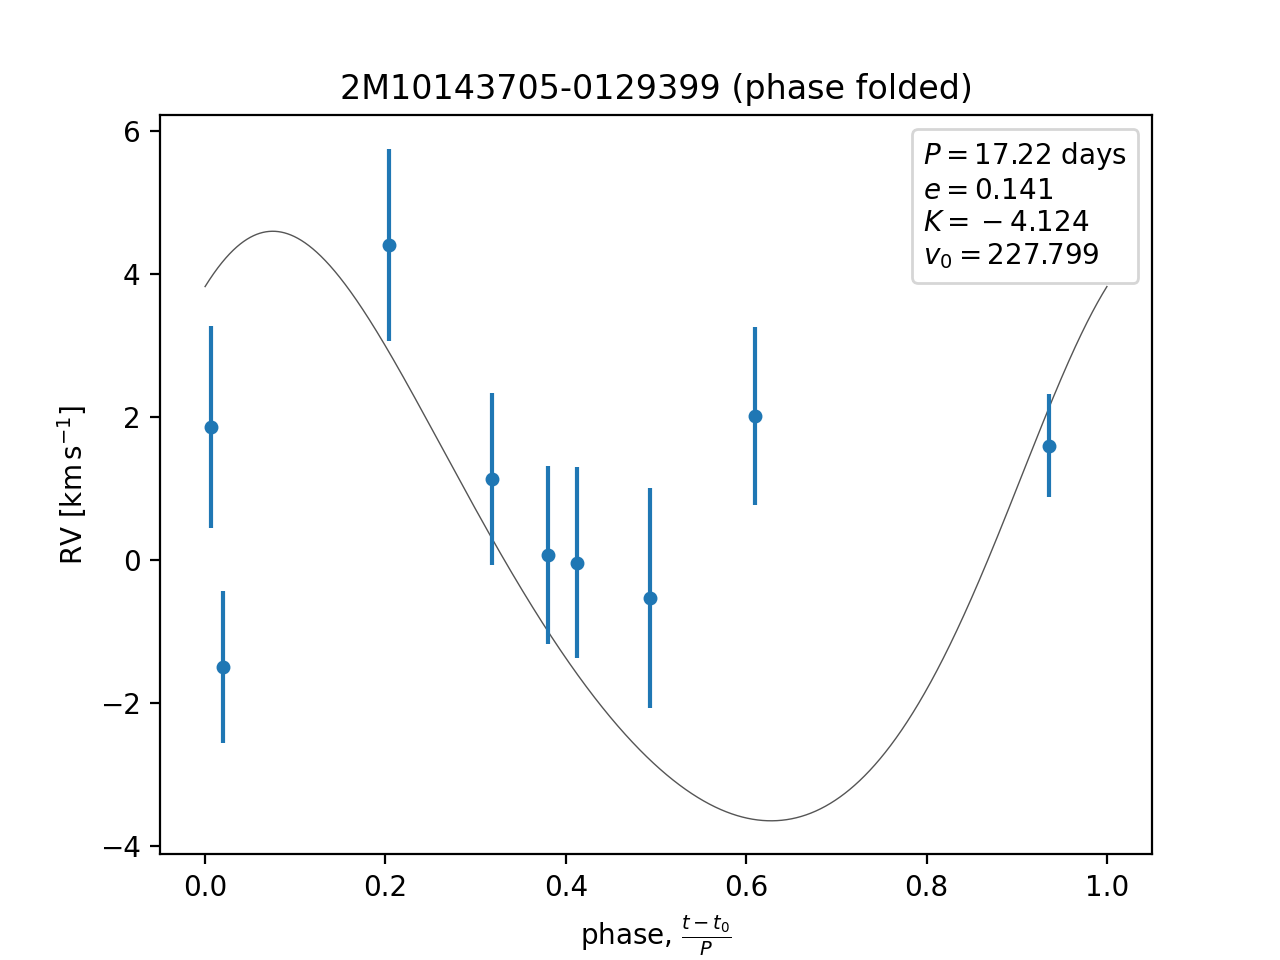 2M10143705-0129399 (phase folded)
P = 17.22 days
e = 0.141
K = −4.124
v₀ = 227.799
6
4
2
0
−2
−4
RV [km s⁻¹]
0.0 0.2 0.4 0.6 0.8 1.0
phase, (t − t₀)/P